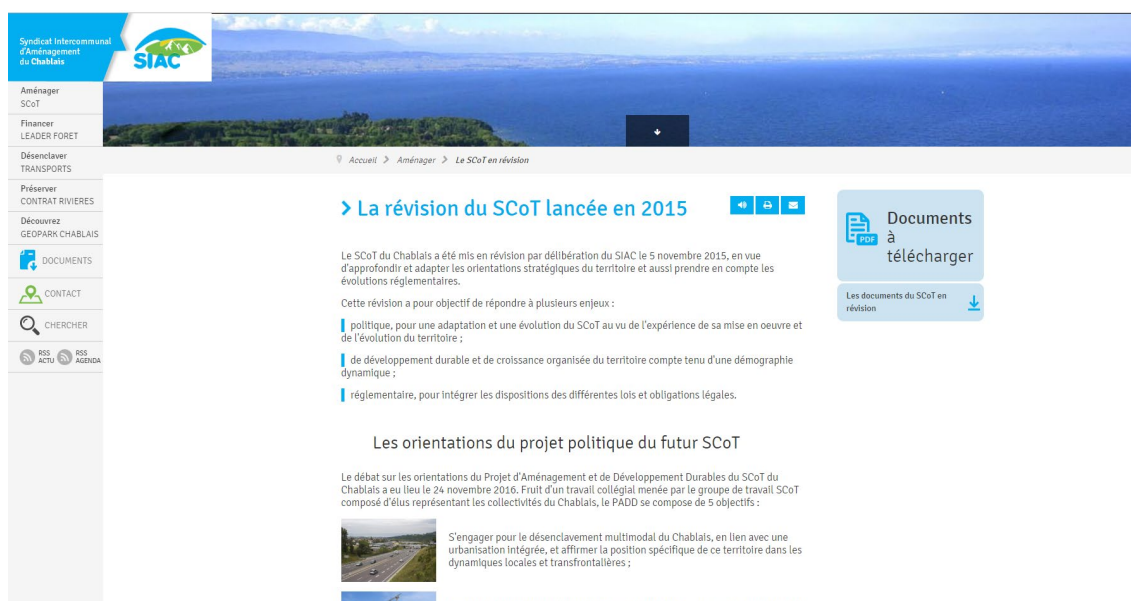 Syndicat Intercommunal
d'Aménagement
du Chablais
SIAC
Aménager
SCoT
Financer
LEADER FORET
Désenclaver
TRANSPORTS
Préserver
CONTRAT RIVIERES
Découvrez
GEOPARK CHABLAIS
DOCUMENTS
CONTACT
CHERCHER
RSS
ACTU
RSS
AGENDA
Accueil > Aménager > Le SCoT en révision
> La révision du SCoT lancée en 2015
Le SCoT du Chablais a été mis en révision par délibération du SIAC le 5 novembre 2015, en vue
d'approfondir et adapter les orientations stratégiques du territoire et aussi prendre en compte les
évolutions réglementaires.
Cette révision a pour objectif de répondre à plusieurs enjeux :
politique, pour une adaptation et une évolution du SCoT au vu de l'expérience de sa mise en oeuvre et
de l'évolution du territoire ;
de développement durable et de croissance organisée du territoire compte tenu d'une démographie
dynamique ;
réglementaire, pour intégrer les dispositions des différentes lois et obligations légales.
Les orientations du projet politique du futur SCoT
Le débat sur les orientations du Projet d'Aménagement et de Développement Durables du SCoT du
Chablais a eu lieu le 24 novembre 2016. Fruit d'un travail collégial menée par le groupe de travail SCoT
composé d'élus représentant les collectivités du Chablais, le PADD se compose de 5 objectifs :
S'engager pour le désenclavement multimodal du Chablais, en lien avec une
urbanisation intégrée, et affirmer la position spécifique de ce territoire dans les
dynamiques locales et transfrontalières ;
PDF
Documents
à
télécharger
Les documents du SCoT en
révision